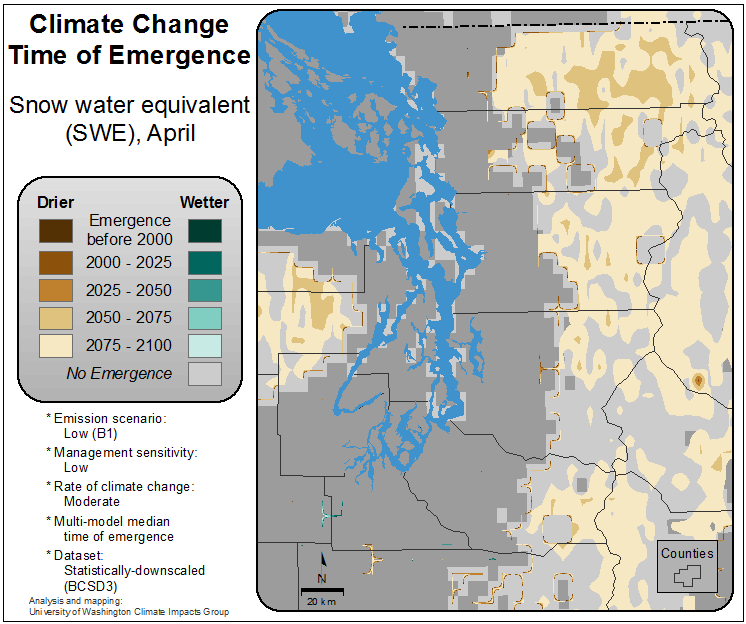 Climate Change
Time of Emergence
Snow water equivalent
(SWE), April
Drier Wetter
Emergence
before 2000
2000 - 2025
2025 - 2050
2050 - 2075
2075 - 2100
No Emergence
* Emission scenario:
Low (B1)
* Management sensitivity:
Low
* Rate of climate change:
Moderate
* Multi-model median
time of emergence
* Dataset:
Statistically-downscaled
(BCSD3)
Analysis and mapping:
University of Washington Climate Impacts Group
N
20 km
Counties